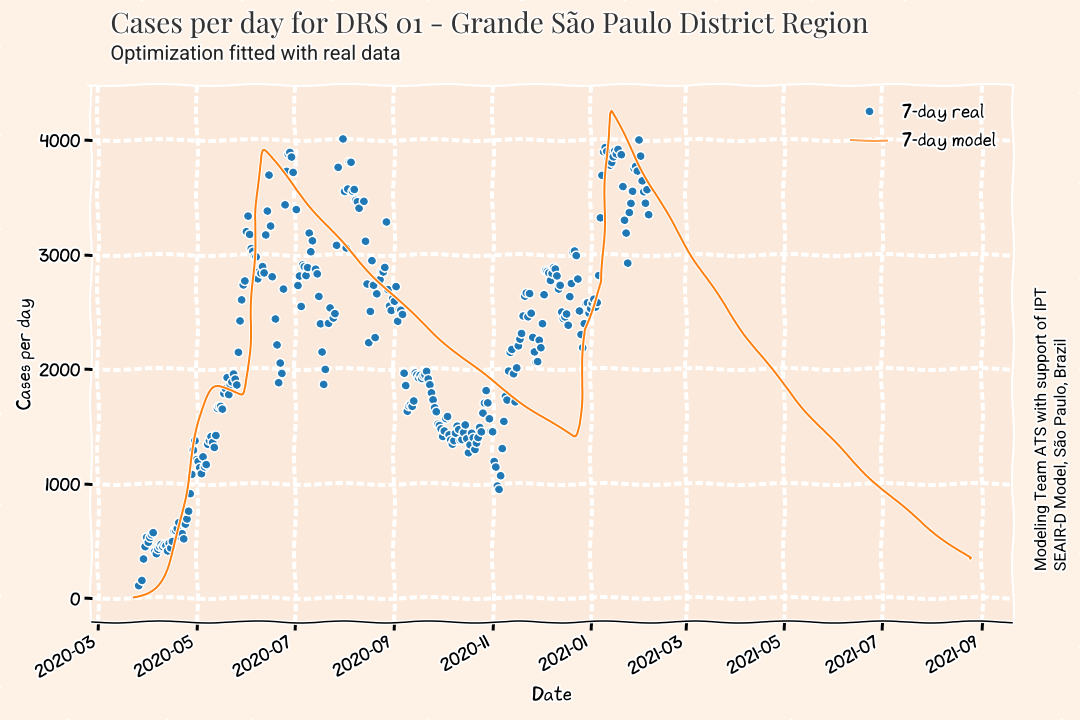 Cases per day for DRS 01 - Grande São Paulo District Region
Optimization fitted with real data
7-day real
7-day model
4000
3000
2000
1000
0
Cases per day
2020-03
2020-05
2020-07
2020-09
2020-11
2021-01
2021-03
2021-05
2021-07
2021-09
Date
Modeling Team ATS with support of IPT
SEAIR-D Model, São Paulo, Brazil